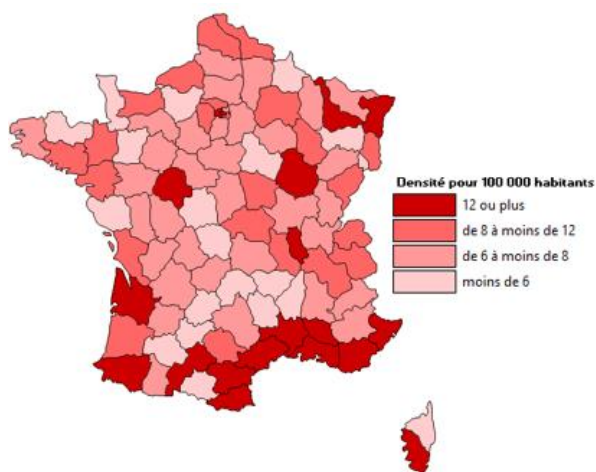 Densité pour 100 000 habitants
12 ou plus
de 8 à moins de 12
de 6 à moins de 8
moins de 6